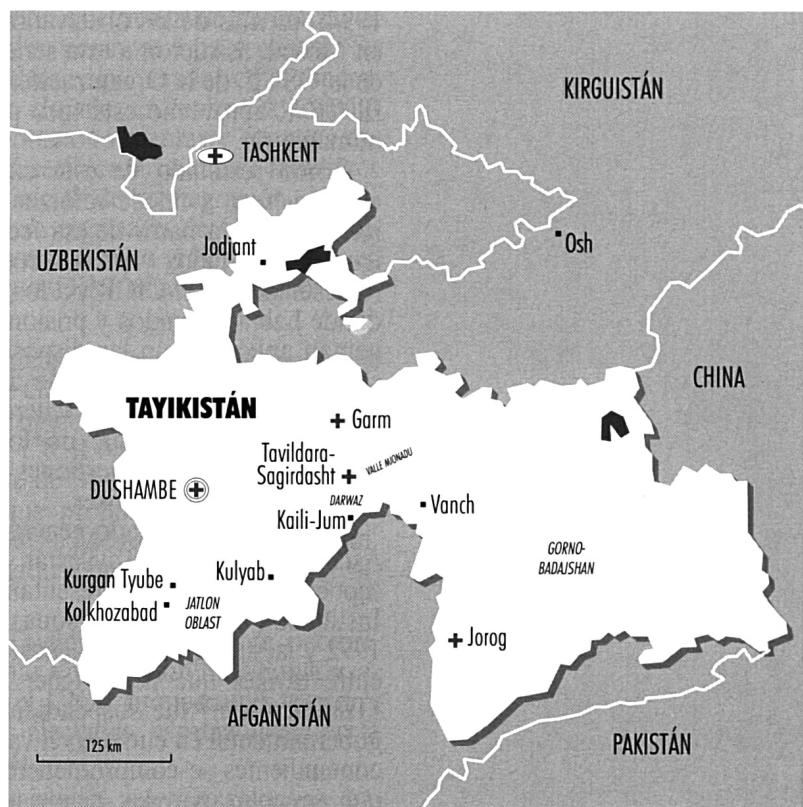 KIRGUISTÁN
TASHKENT
Osh
Jodjant
UZBEKISTÁN
CHINA
TAYIKISTÁN
Garm
Tavildara-
Sagirdasht
VALLE MJONADU
DUSHAMBE
DARWAZ
Vanch
Kaili-Jum
GORNO-
BADAJSHAN
Kurgan Tyube
Kulyab
Kolkhozabad
JATLON
OBLAST
Jorog
AFGANISTÁN
125 km
PAKISTÁN